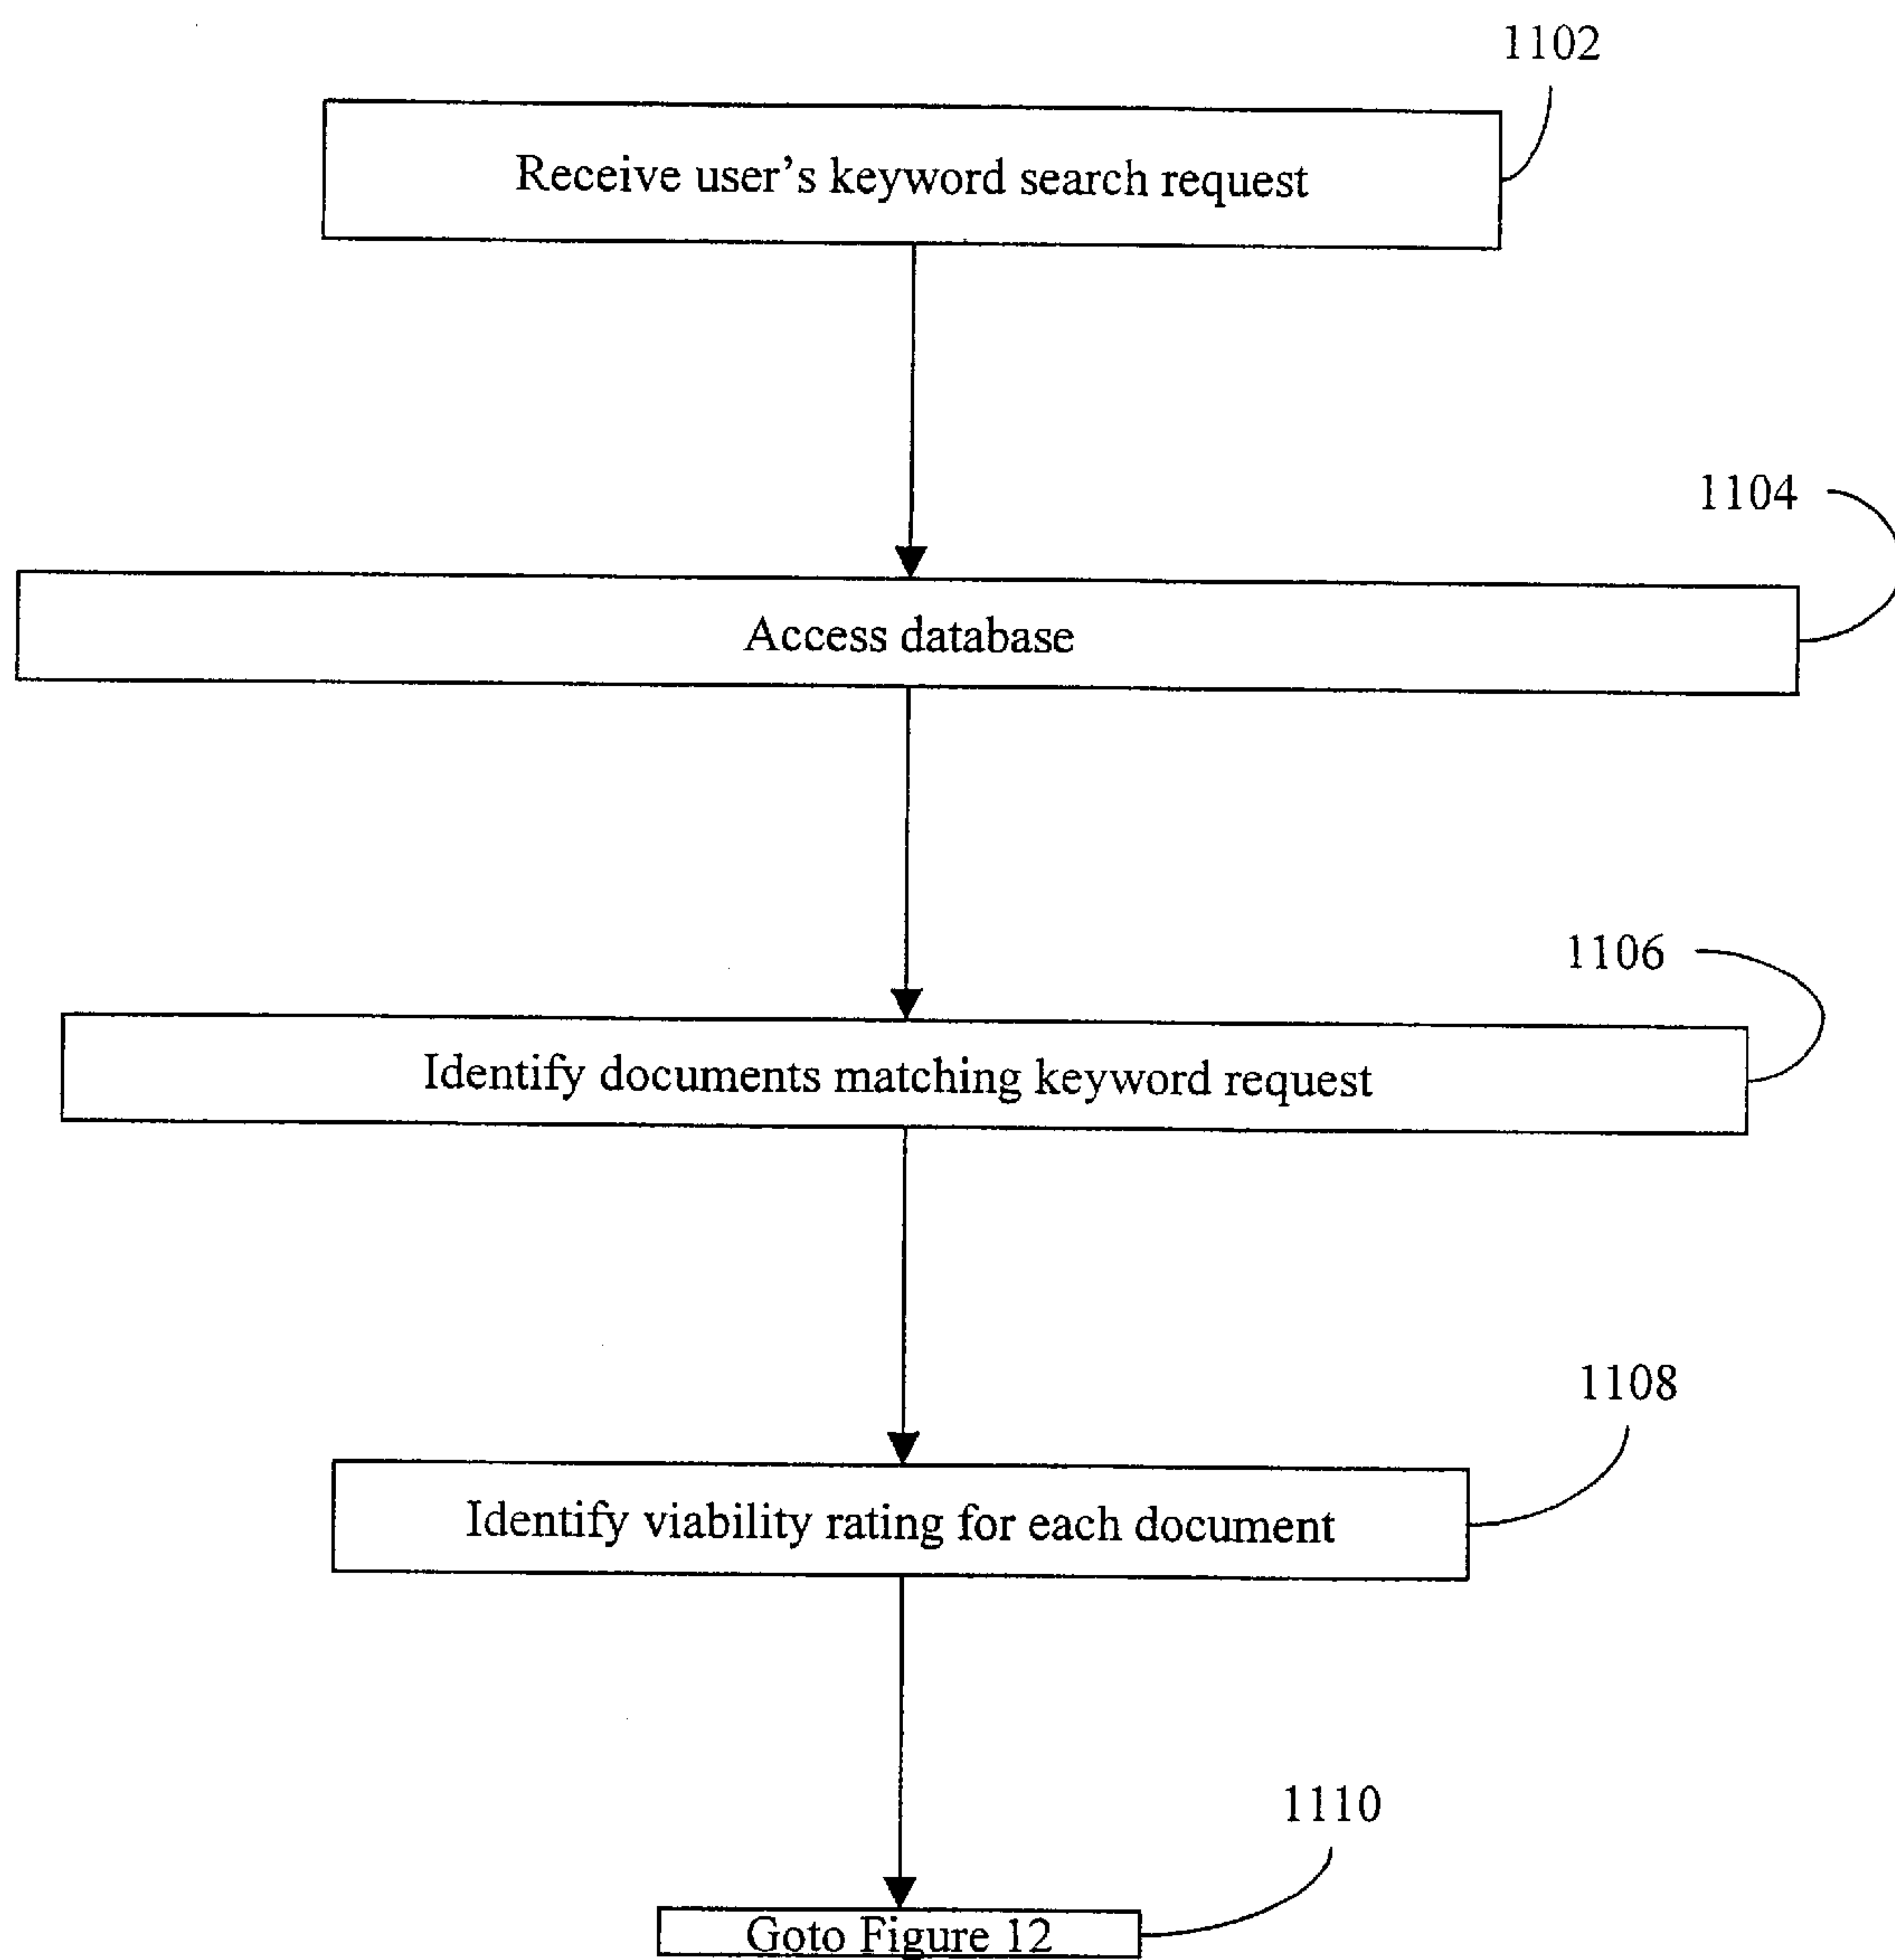 1102
Receive user's keyword search request
1104
Access database
1106
Identify documents matching keyword request
1108
Identify viability rating for each document
1110
Goto Figure 12